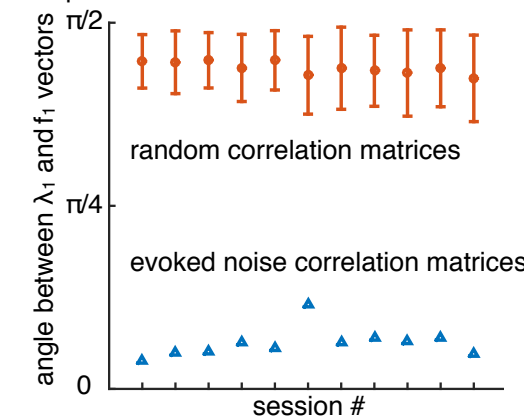 π/2
angle between λ₁ and f₁ vectors
random correlation matrices
π/4
evoked noise correlation matrices
0
session #